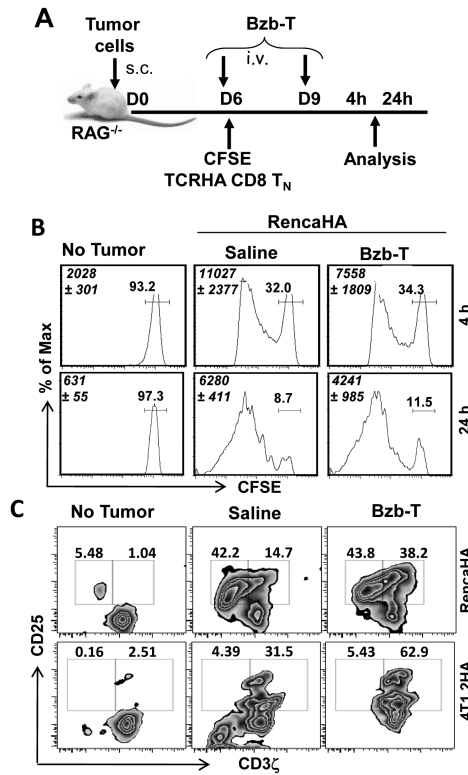 A
Tumor
cells
s.c.
Bzb-T
i.v.
D0
D6
D9
4h
24h
RAG-/-
CFSE
TCRHA CD8 TN
Analysis
B
RencaHA
No Tumor
Saline
Bzb-T
2028
± 301
93.2
11027
± 2377
32.0
7558
± 1809
34.3
4 h
631
± 55
97.3
6280
± 411
8.7
4241
± 985
11.5
24 h
% of Max
CFSE
C
No Tumor
Saline
Bzb-T
5.48 1.04
42.2 14.7
43.8 38.2
RencaHA
0.16 2.51
4.39 31.5
5.43 62.9
4T1.2HA
CD25
CD3ζ